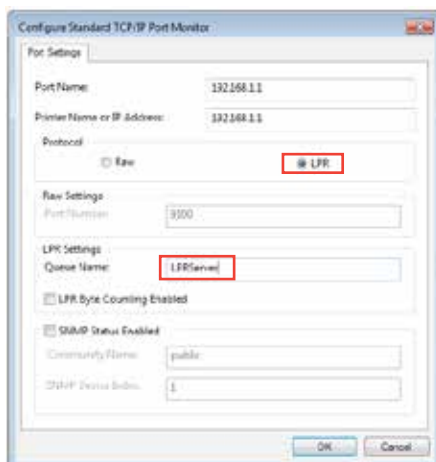 Configure Standard TCP/IP Port Monitor
Port Settings
Port Name: 192.168.1.1
Printer Name or IP Address: 192.168.1.1
Protocol
Raw LPR
Raw Settings
Port Number: 9100
LPR Settings
Queue Name: LPRServer
LPR Byte Counting Enabled
SNMP Status Enabled
Community Name: public
SNMP Device Index: 1
OK Cancel